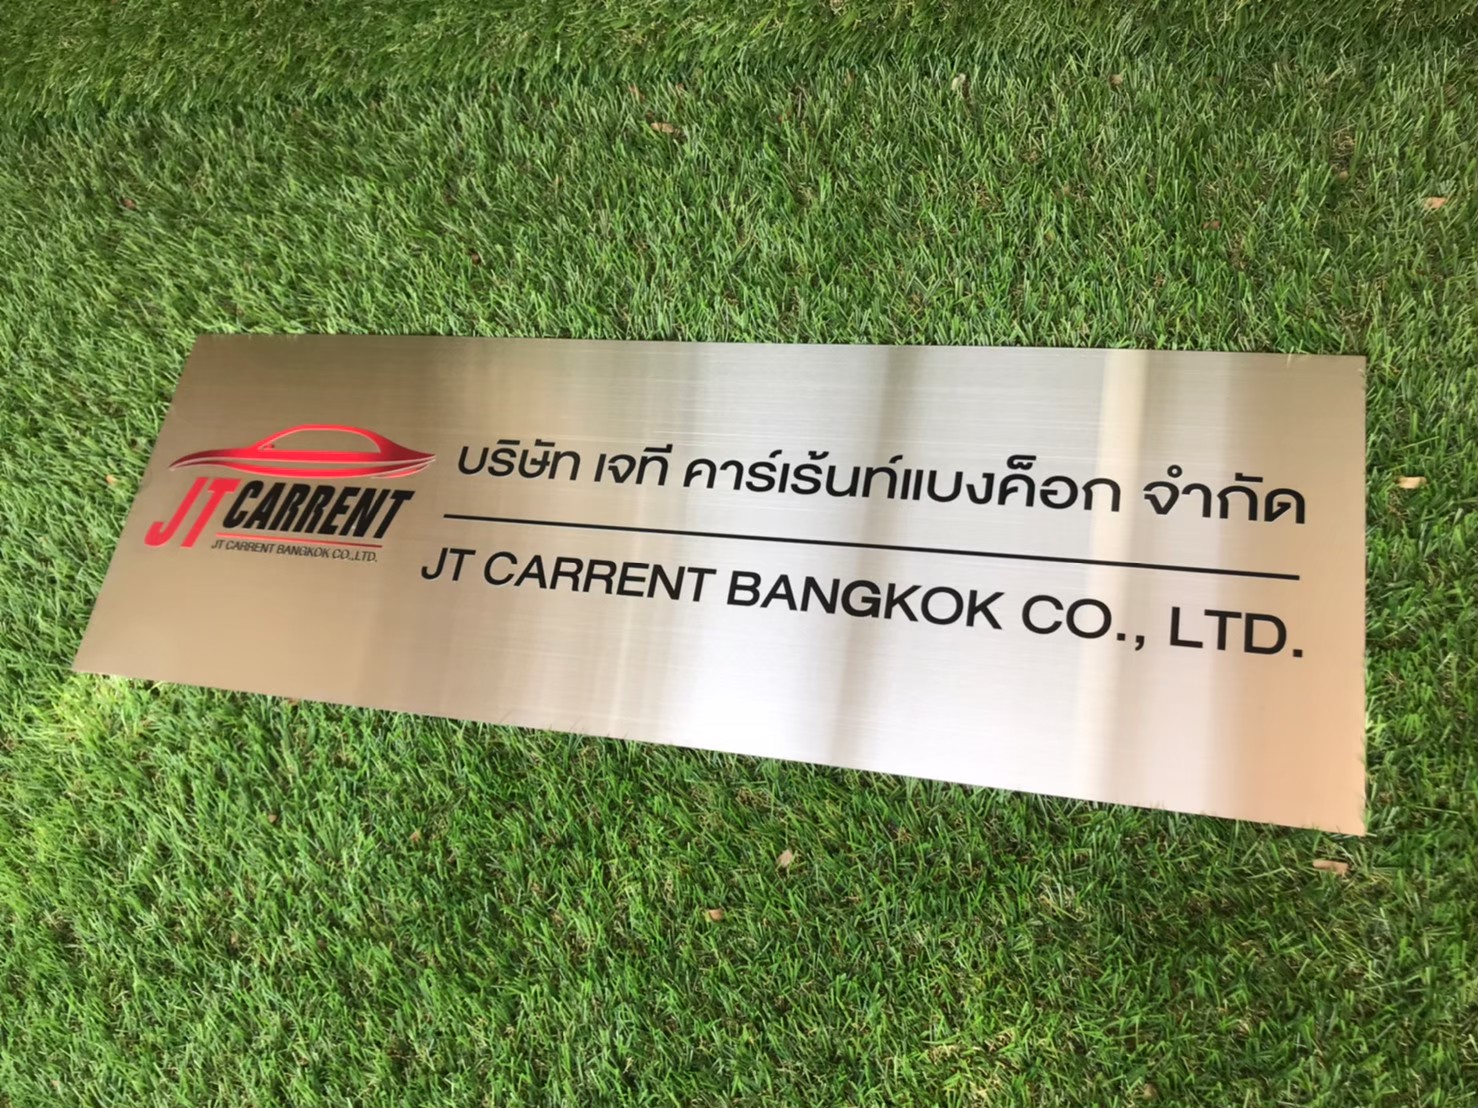 JT CARRENT
JT CARRENT BANGKOK CO.,LTD.
บริษัท เจที คาร์เร้นท์แบงค็อก จำกัด
JT CARRENT BANGKOK CO., LTD.